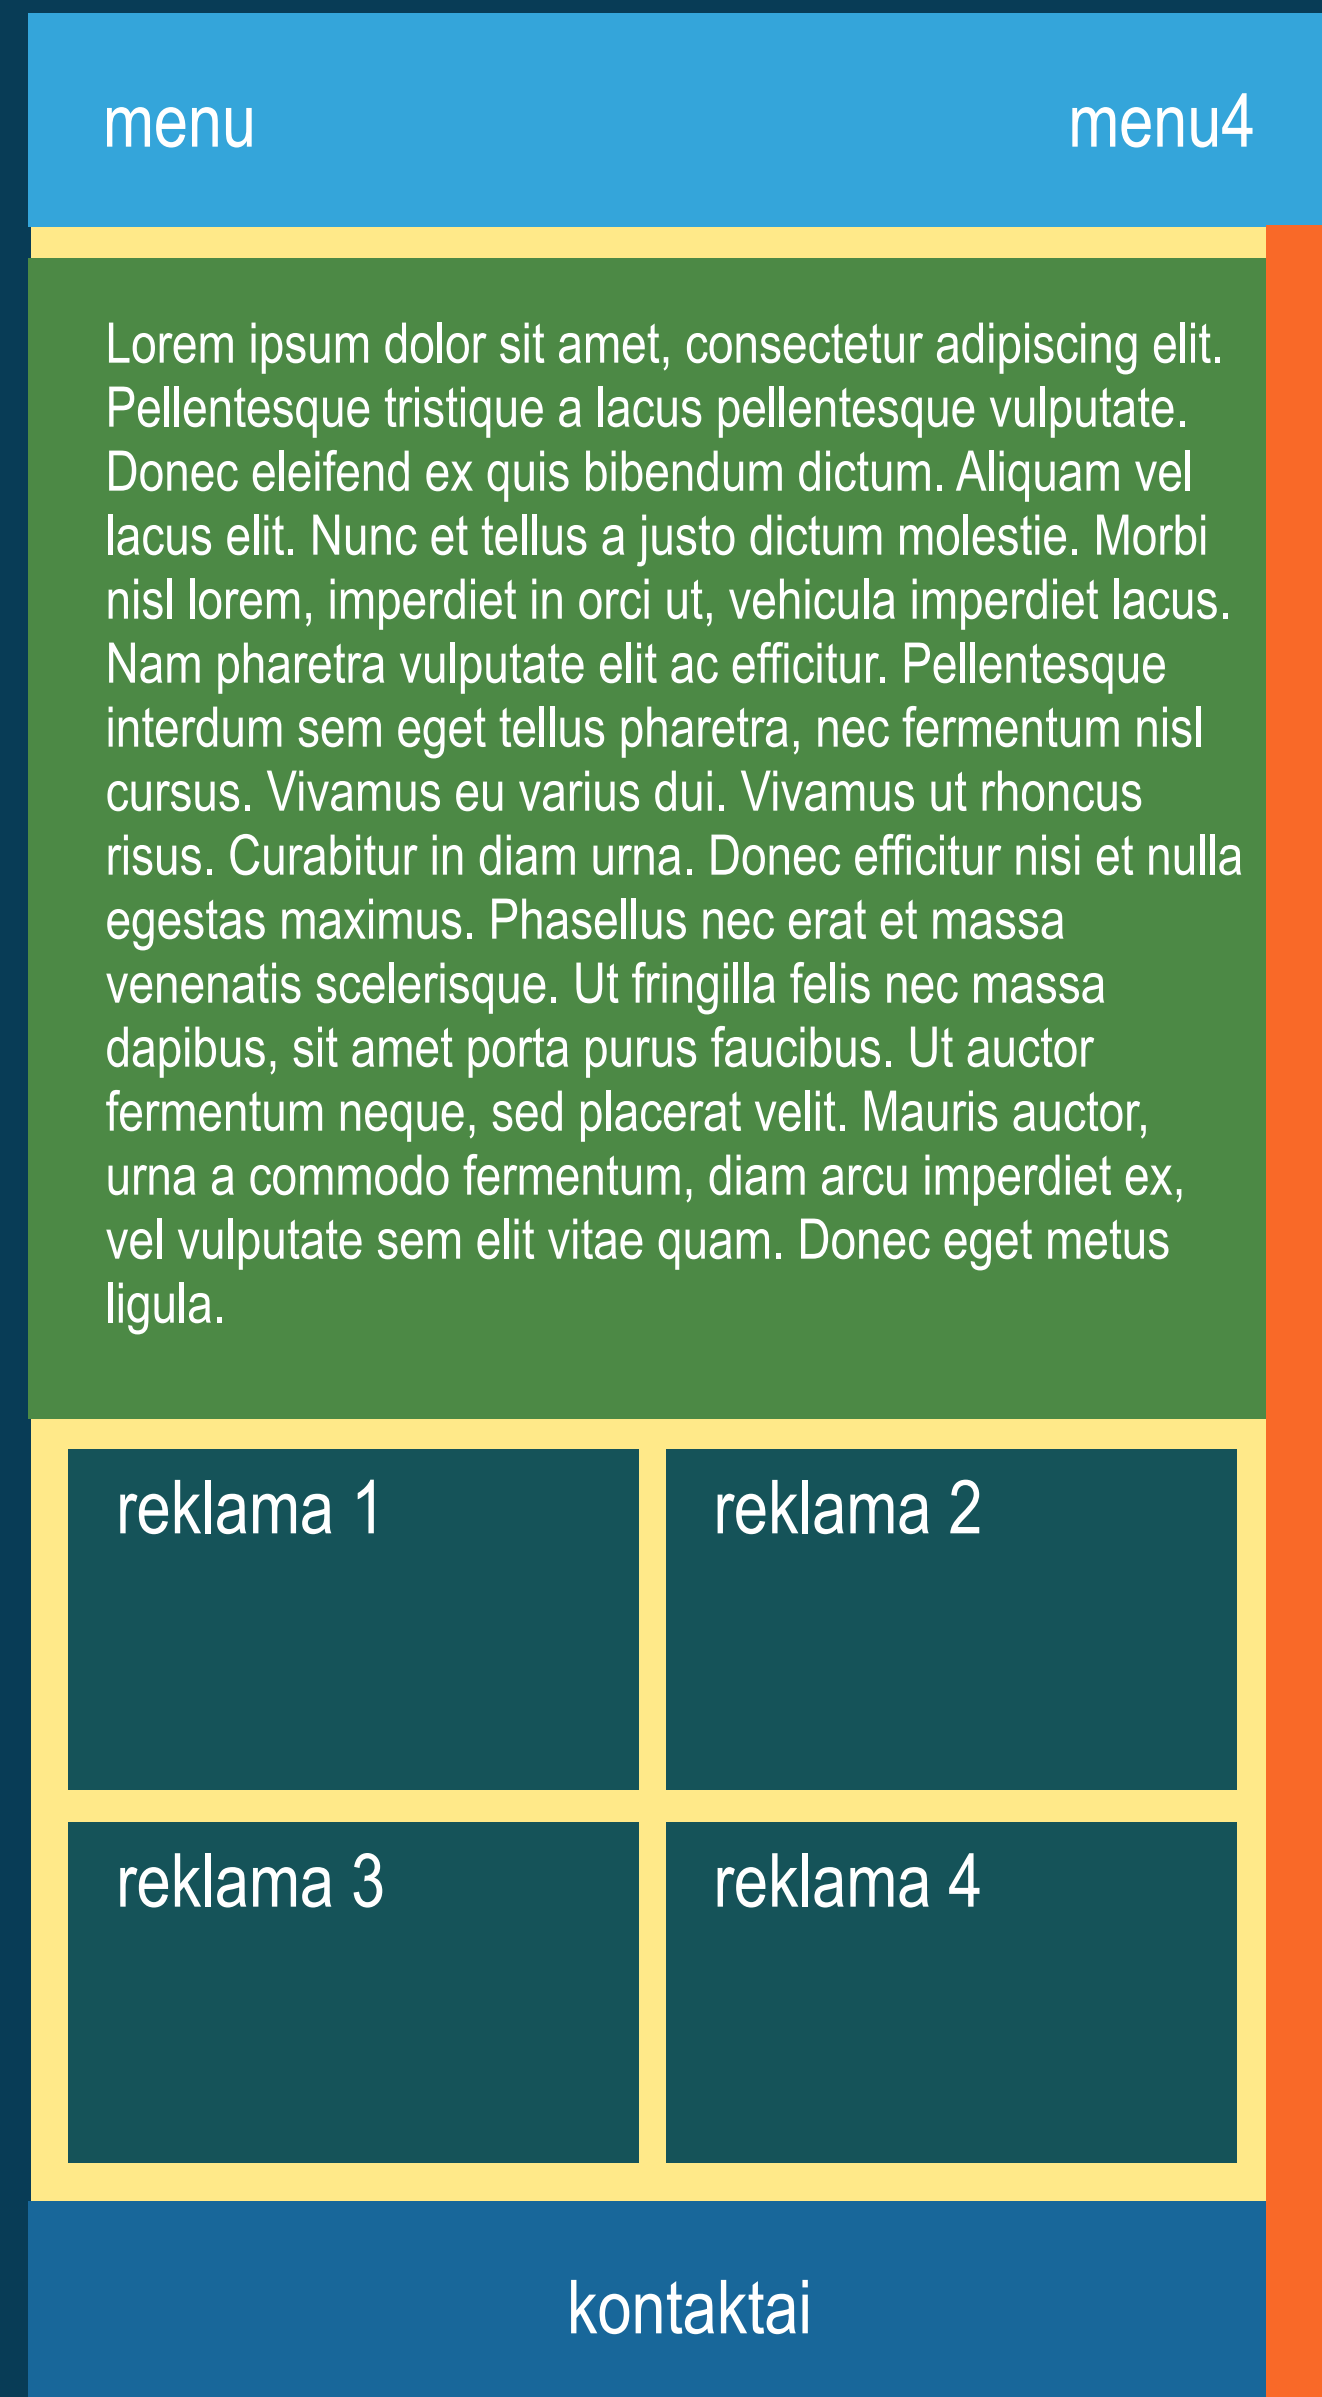 menu menu4
Lorem ipsum dolor sit amet, consectetur adipiscing elit.
Pellentesque tristique a lacus pellentesque vulputate.
Donec eleifend ex quis bibendum dictum. Aliquam vel
lacus elit. Nunc et tellus a justo dictum molestie. Morbi
nisl lorem, imperdiet in orci ut, vehicula imperdiet lacus.
Nam pharetra vulputate elit ac efficitur. Pellentesque
interdum sem eget tellus pharetra, nec fermentum nisl
cursus. Vivamus eu varius dui. Vivamus ut rhoncus
risus. Curabitur in diam urna. Donec efficitur nisi et nulla
egestas maximus. Phasellus nec erat et massa
venenatis scelerisque. Ut fringilla felis nec massa
dapibus, sit amet porta purus faucibus. Ut auctor
fermentum neque, sed placerat velit. Mauris auctor,
urna a commodo fermentum, diam arcu imperdiet ex,
vel vulputate sem elit vitae quam. Donec eget metus
ligula.
reklama 1 reklama 2
reklama 3 reklama 4
kontaktai